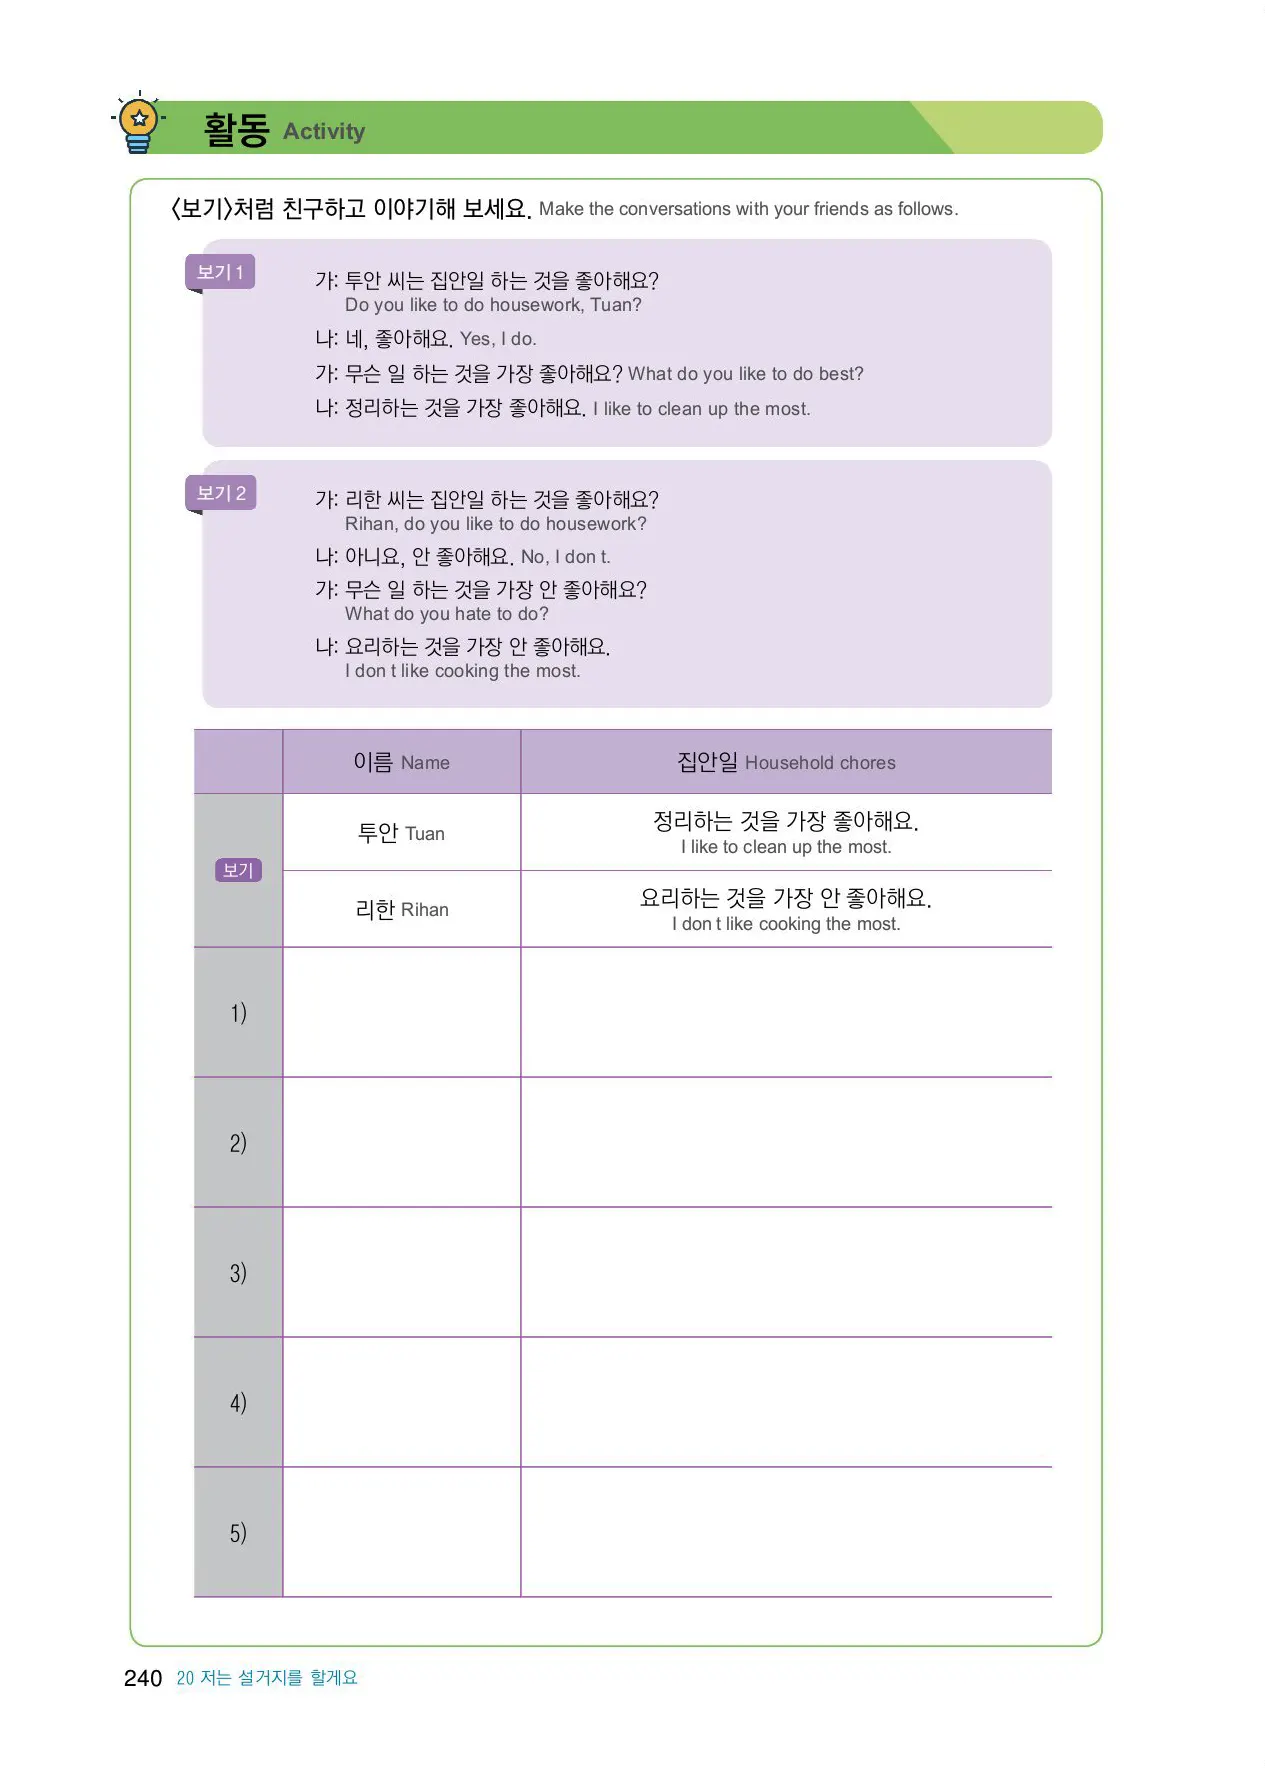 활동 Activity
<보기>처럼 친구하고 이야기해 보세요. Make the conversations with your friends as follows.
보기 1
가: 투안 씨는 집안일 하는 것을 좋아해요?
Do you like to do housework, Tuan?
나: 네, 좋아해요. Yes, I do.
가: 무슨 일 하는 것을 가장 좋아해요? What do you like to do best?
나: 정리하는 것을 가장 좋아해요. I like to clean up the most.
보기 2
가: 리한 씨는 집안일 하는 것을 좋아해요?
Rihan, do you like to do housework?
나: 아니요, 안 좋아해요. No, I don t.
가: 무슨 일 하는 것을 가장 안 좋아해요?
What do you hate to do?
나: 요리하는 것을 가장 안 좋아해요.
I don t like cooking the most.
이름 Name
집안일 Household chores
보기
투안 Tuan
정리하는 것을 가장 좋아해요.
I like to clean up the most.
리한 Rihan
요리하는 것을 가장 안 좋아해요.
I don t like cooking the most.
1)
2)
3)
4)
5)
240 20 저는 설거지를 할게요